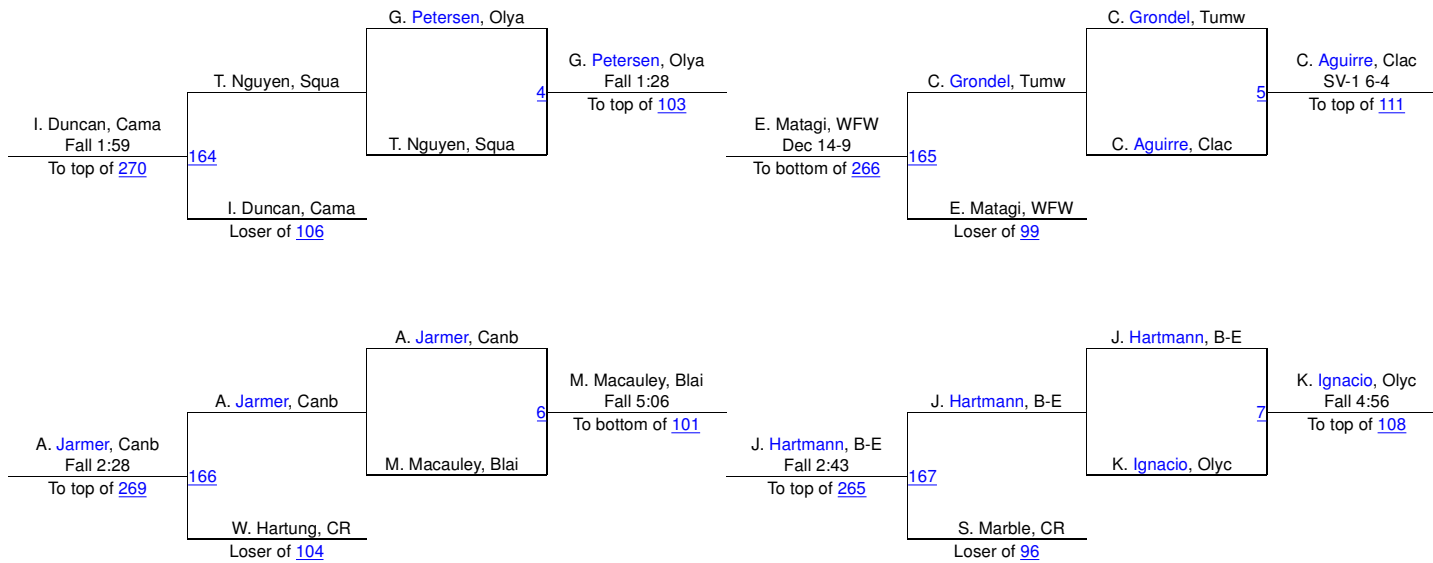 G. Petersen, Olya
T. Nguyen, Squa
4
G. Petersen, Olya
Fall 1:28
To top of 103
I. Duncan, Cama
Fall 1:59
To top of 270
164
T. Nguyen, Squa
I. Duncan, Cama
Loser of 106
C. Grondel, Tumw
C. Grondel, Tumw
5
C. Aguirre, Clac
SV-1 6-4
To top of 111
E. Matagi, WFW
Dec 14-9
To bottom of 266
165
C. Aguirre, Clac
E. Matagi, WFW
Loser of 99
A. Jarmer, Canb
A. Jarmer, Canb
6
M. Macauley, Blai
Fall 5:06
To bottom of 101
A. Jarmer, Canb
Fall 2:28
To top of 269
166
M. Macauley, Blai
W. Hartung, CR
Loser of 104
J. Hartmann, B-E
J. Hartmann, B-E
7
K. Ignacio, Olyc
Fall 4:56
To top of 108
J. Hartmann, B-E
Fall 2:43
To top of 265
167
K. Ignacio, Olyc
S. Marble, CR
Loser of 96